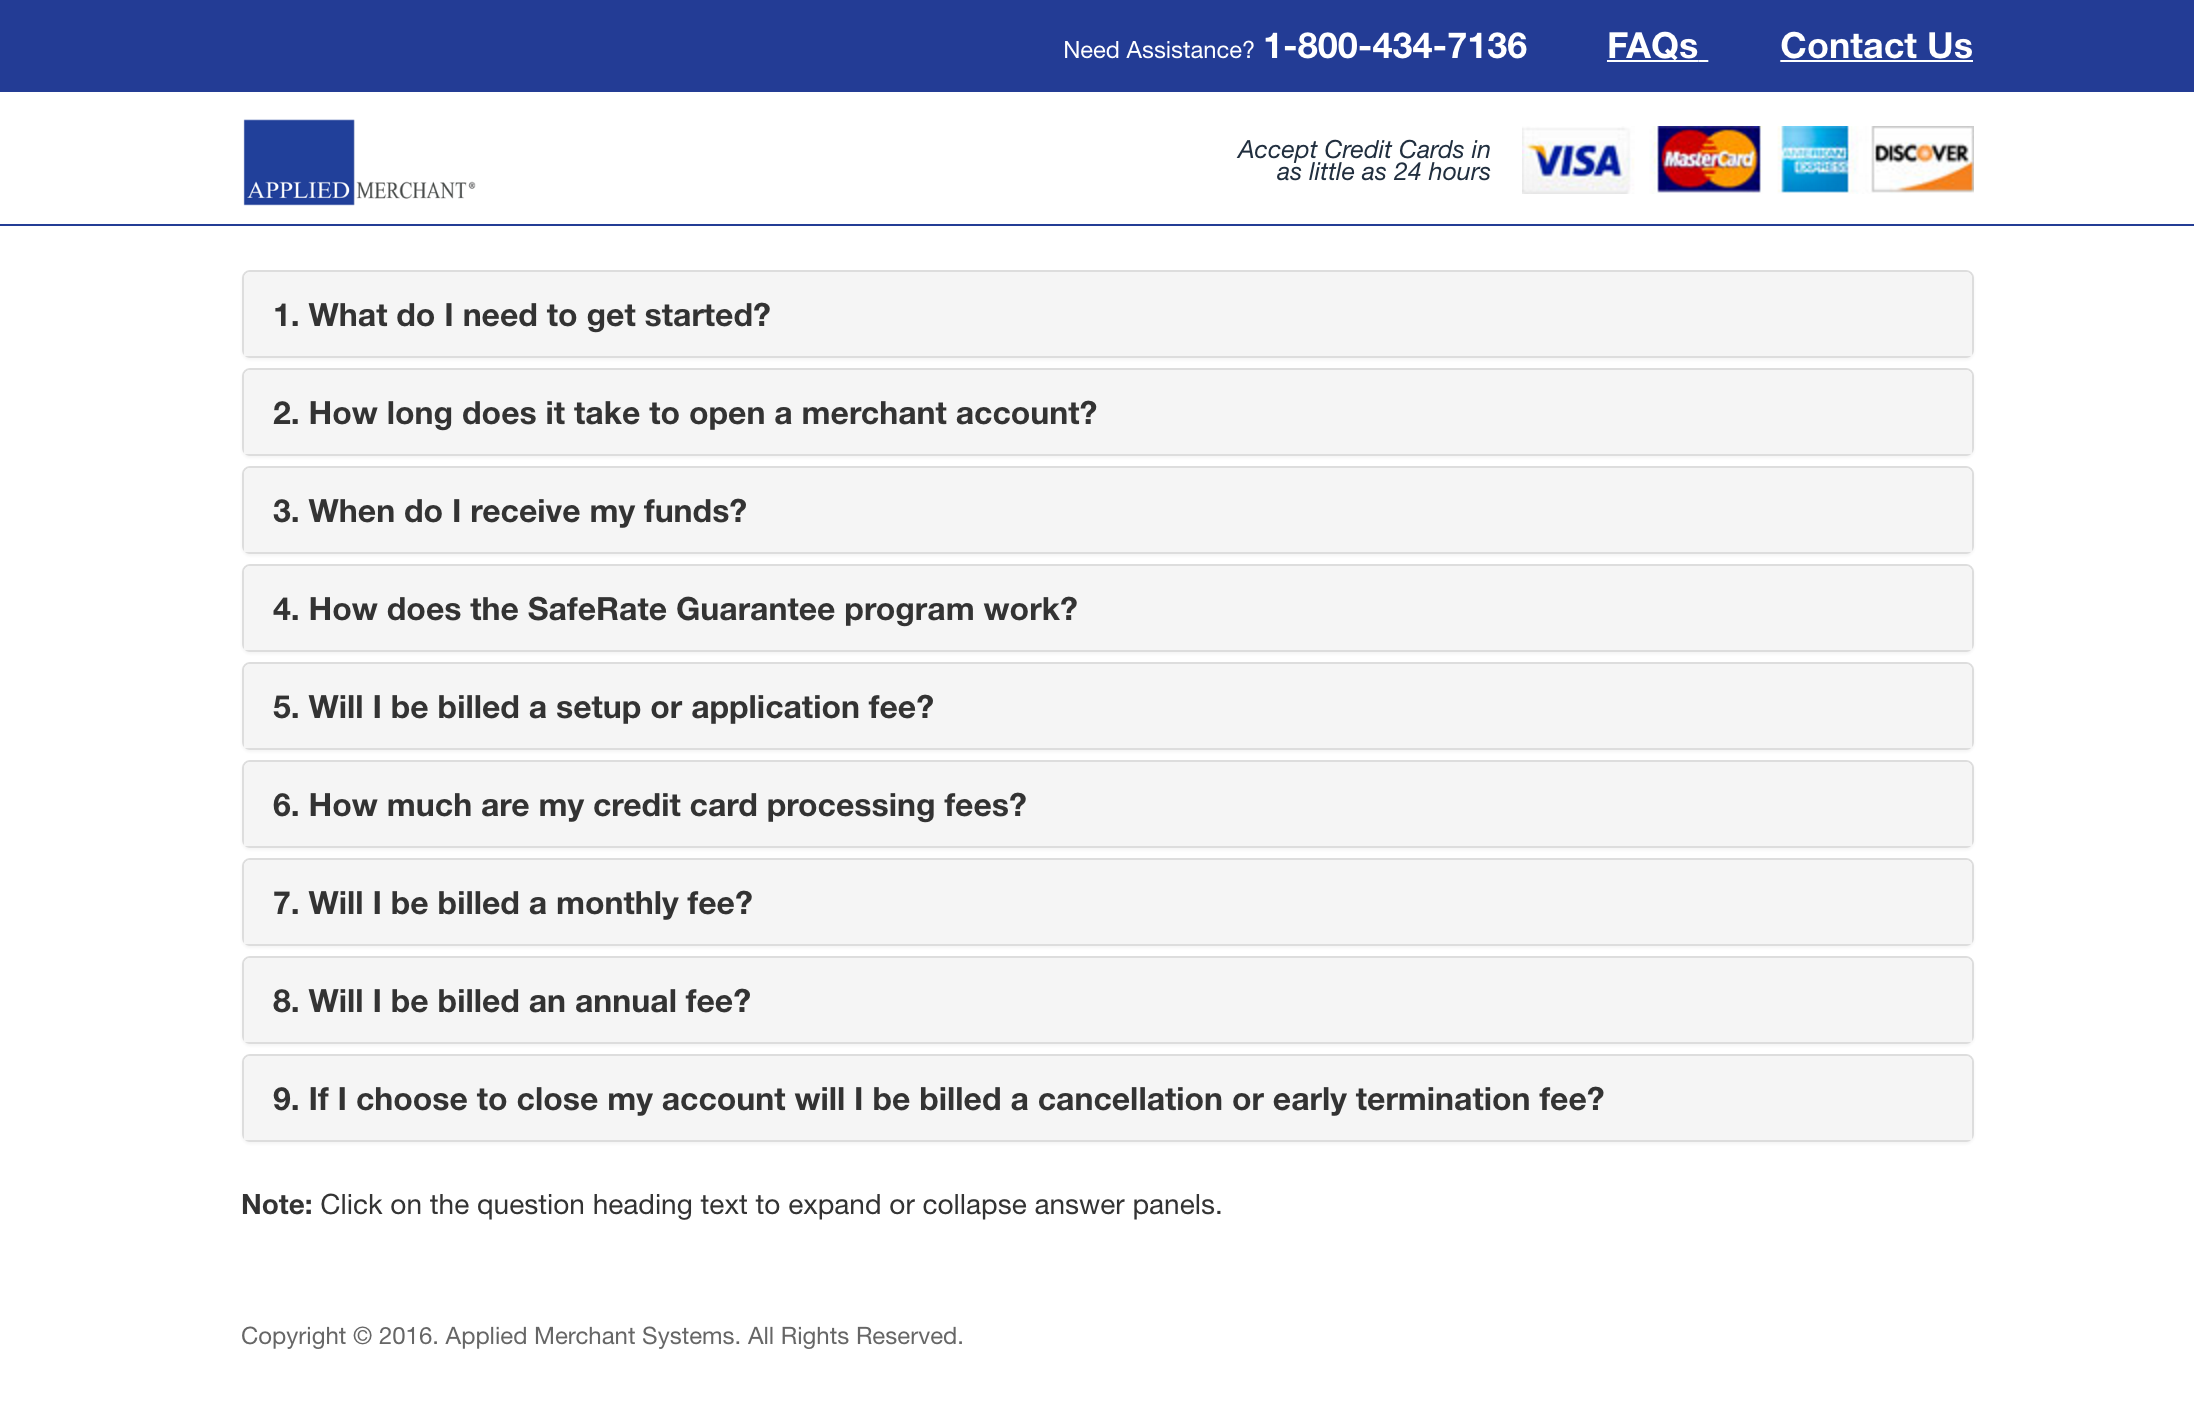 Need Assistance? 1-800-434-7136 FAQs Contact Us
APPLIED MERCHANT®
Accept Credit Cards in
as little as 24 hours
VISA MasterCard AMERICAN EXPRESS DISCOVER
1. What do I need to get started?
2. How long does it take to open a merchant account?
3. When do I receive my funds?
4. How does the SafeRate Guarantee program work?
5. Will I be billed a setup or application fee?
6. How much are my credit card processing fees?
7. Will I be billed a monthly fee?
8. Will I be billed an annual fee?
9. If I choose to close my account will I be billed a cancellation or early termination fee?
Note: Click on the question heading text to expand or collapse answer panels.
Copyright © 2016. Applied Merchant Systems. All Rights Reserved.